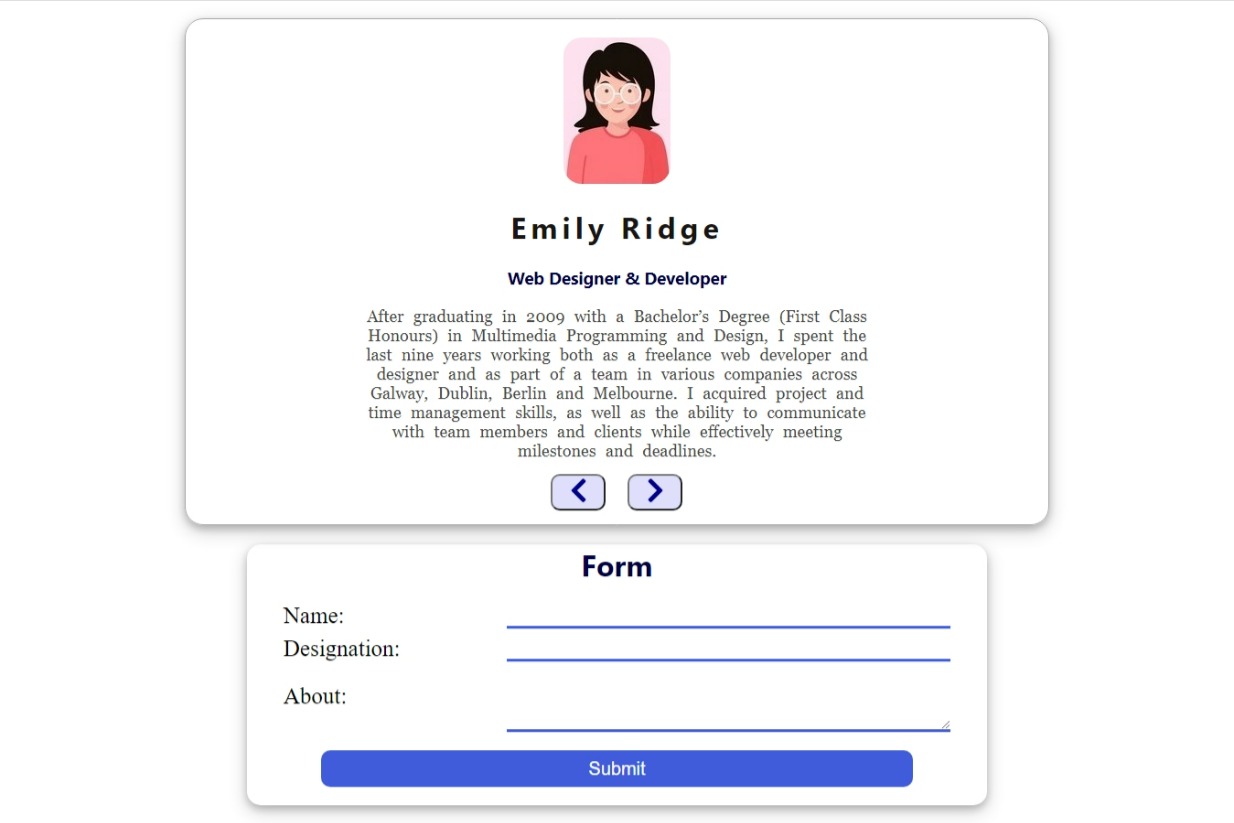 Emily Ridge
Web Designer & Developer
After graduating in 2009 with a Bachelor’s Degree (First Class
Honours) in Multimedia Programming and Design, I spent the
last nine years working both as a freelance web developer and
designer and as part of a team in various companies across
Galway, Dublin, Berlin and Melbourne. I acquired project and
time management skills, as well as the ability to communicate
with team members and clients while effectively meeting
milestones and deadlines.
Form
Name:
Designation:
About:
Submit